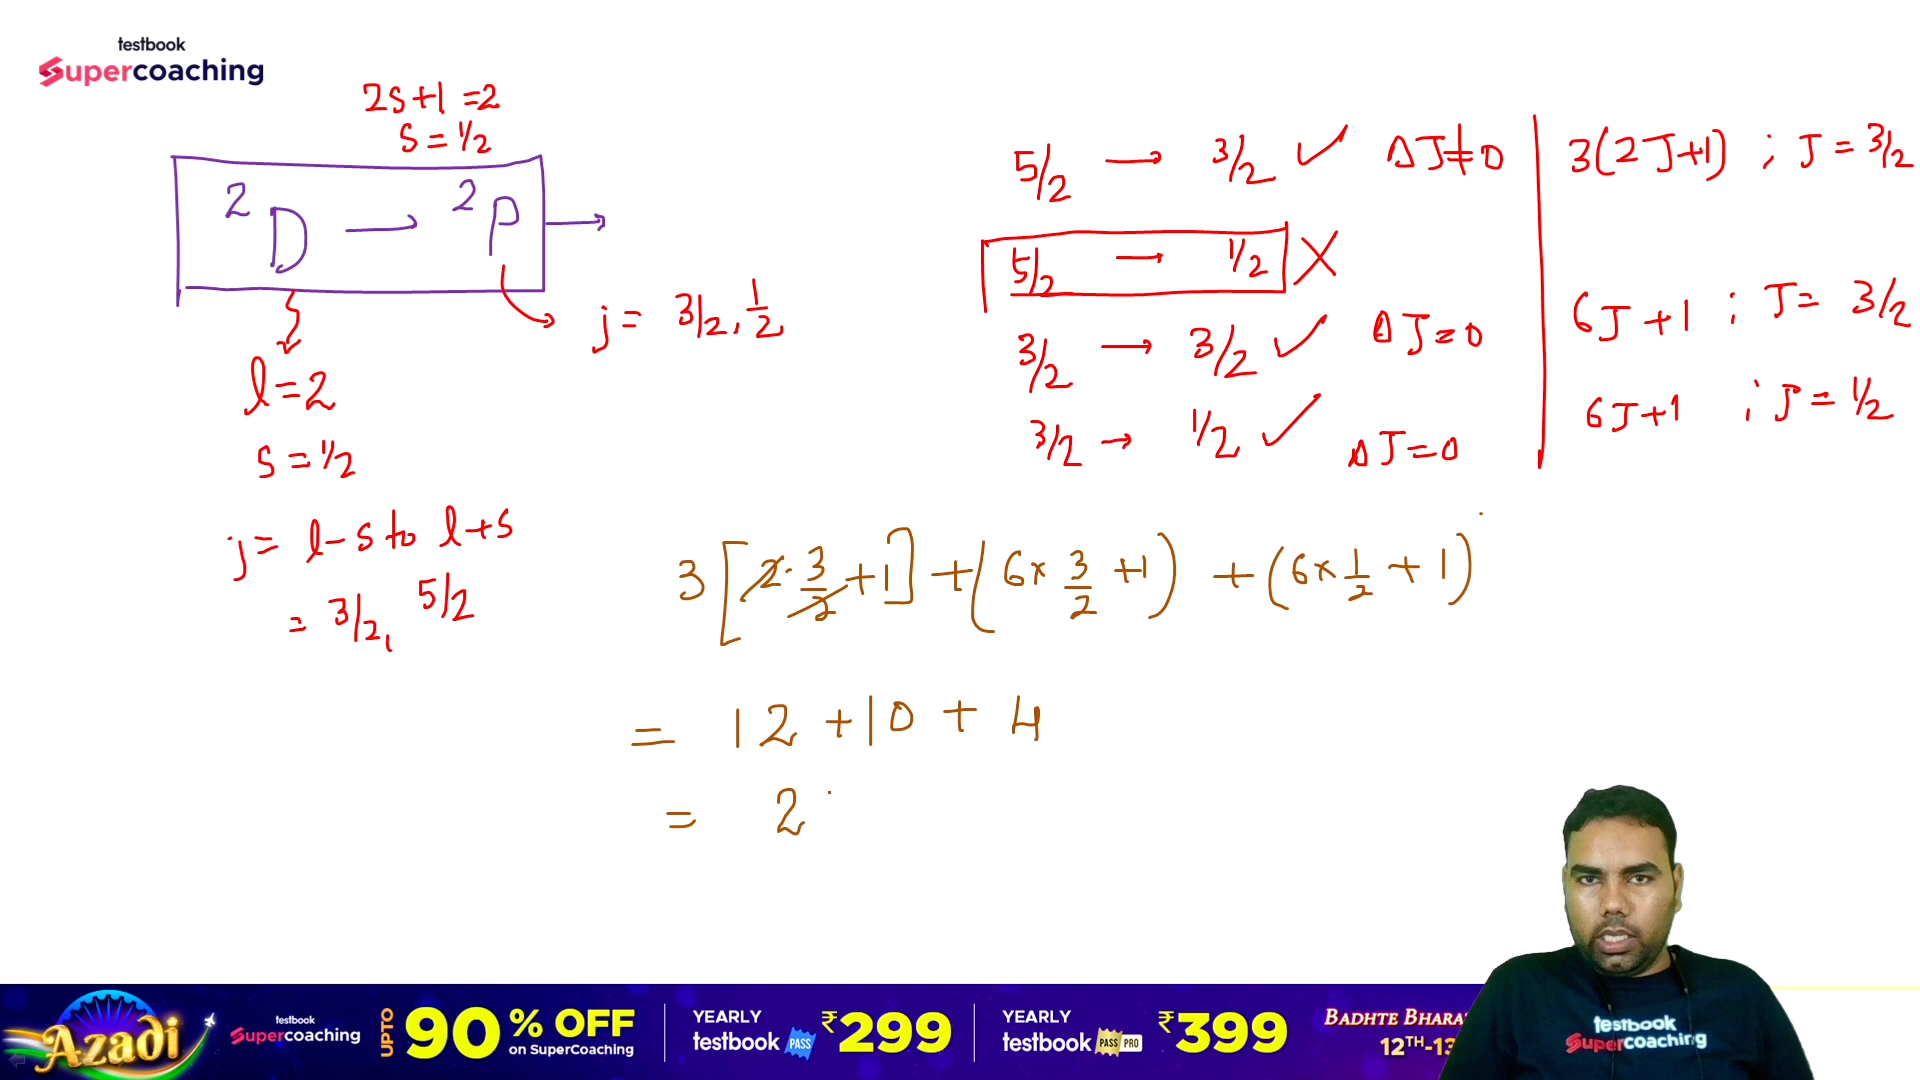 testbook
Supercoaching
2S+1 =2
S = 1/2
²D → ²P →
l=2
s = 1/2
j = l-s to l+s
= 3/2, 5/2
j = 3/2, 1/2
5/2 → 3/2 ✓ ΔJ≠0
5/2 → 1/2 X
3/2 → 3/2 ✓ ΔJ=0
3/2 → 1/2 ✓ ΔJ=0
3(2J+1) ; J = 3/2
6J+1 ; J = 3/2
6J+1 ; J = 1/2
3[2·3/2+1] + (6×3/2+1) + (6×1/2+1)
= 12 + 10 + 4
= 2
Azadi
testbook
Supercoaching
UPTO 90% OFF
on SuperCoaching
YEARLY
testbook PASS ₹299
YEARLY
testbook PASS PRO ₹399
BADHTE BHARA
12TH-13
testbook
Supercoaching